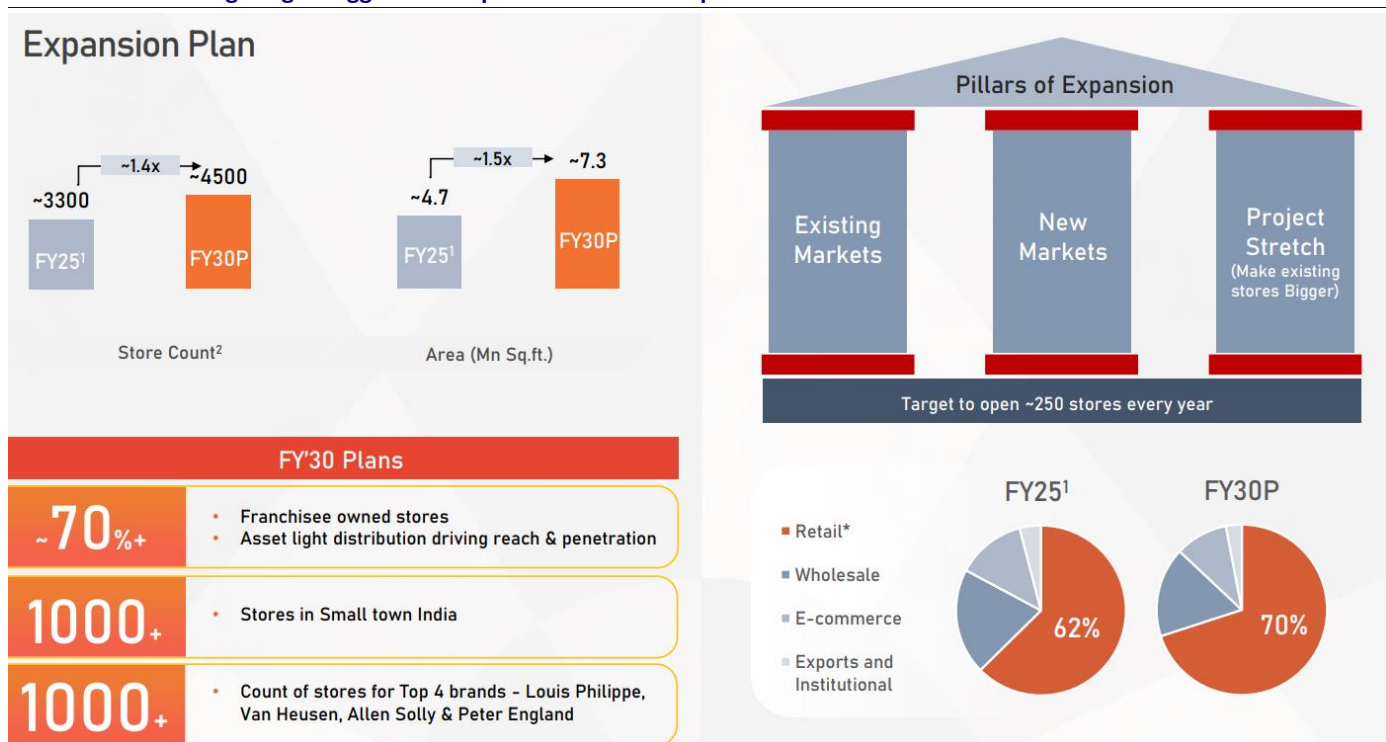 Expansion Plan
~1.4x
~3300
~4500
FY25¹
FY30P
Store Count²
~1.5x
~4.7
~7.3
FY25¹
FY30P
Area (Mn Sq.ft.)
FY'30 Plans
~70%+
• Franchisee owned stores
• Asset light distribution driving reach & penetration
1000+
• Stores in Small town India
1000+
• Count of stores for Top 4 brands - Louis Philippe,
Van Heusen, Allen Solly & Peter England
Pillars of Expansion
Existing
Markets
New
Markets
Project
Stretch
(Make existing
stores Bigger)
Target to open ~250 stores every year
Retail*
Wholesale
E-commerce
Exports and
Institutional
FY25¹
62%
FY30P
70%